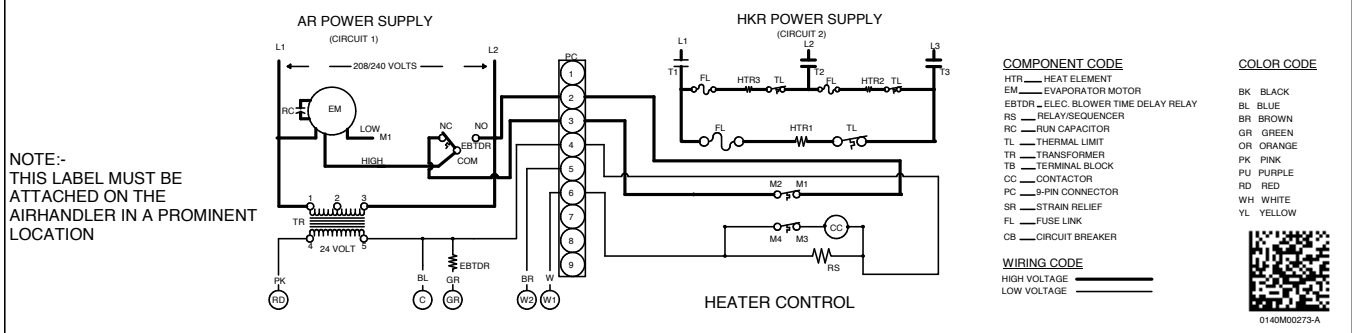 NOTE:-
THIS LABEL MUST BE
ATTACHED ON THE
AIRHANDLER IN A PROMINENT
LOCATION
AR POWER SUPPLY
(CIRCUIT 1)
L1
L2
208/240 VOLTS
RC
EM
LOW
M1
HIGH
NC
NO
EBTDR
COM
1
2
3
TR
4
24 VOLT
5
PK
BL
GR
EBTDR
BR
W
RD
C
GR
W2
W1
PC
1
2
3
4
5
6
7
8
9
HKR POWER SUPPLY
(CIRCUIT 2)
L1
L2
L3
T1
T2
T3
FL
HTR3
TL
FL
HTR2
TL
FL
HTR1
TL
M2
M1
M4
M3
CC
RS
HEATER CONTROL
COMPONENT CODE
HTR HEAT ELEMENT
EM EVAPORATOR MOTOR
EBTDR ELEC. BLOWER TIME DELAY RELAY
RS RELAY/SEQUENCER
RC RUN CAPACITOR
TL THERMAL LIMIT
TR TRANSFORMER
TB TERMINAL BLOCK
CC CONTACTOR
PC 9-PIN CONNECTOR
SR STRAIN RELIEF
FL FUSE LINK
CB CIRCUIT BREAKER
WIRING CODE
HIGH VOLTAGE
LOW VOLTAGE
COLOR CODE
BK BLACK
BL BLUE
BR BROWN
GR GREEN
OR ORANGE
PK PINK
PU PURPLE
RD RED
WH WHITE
YL YELLOW
0140M00273-A